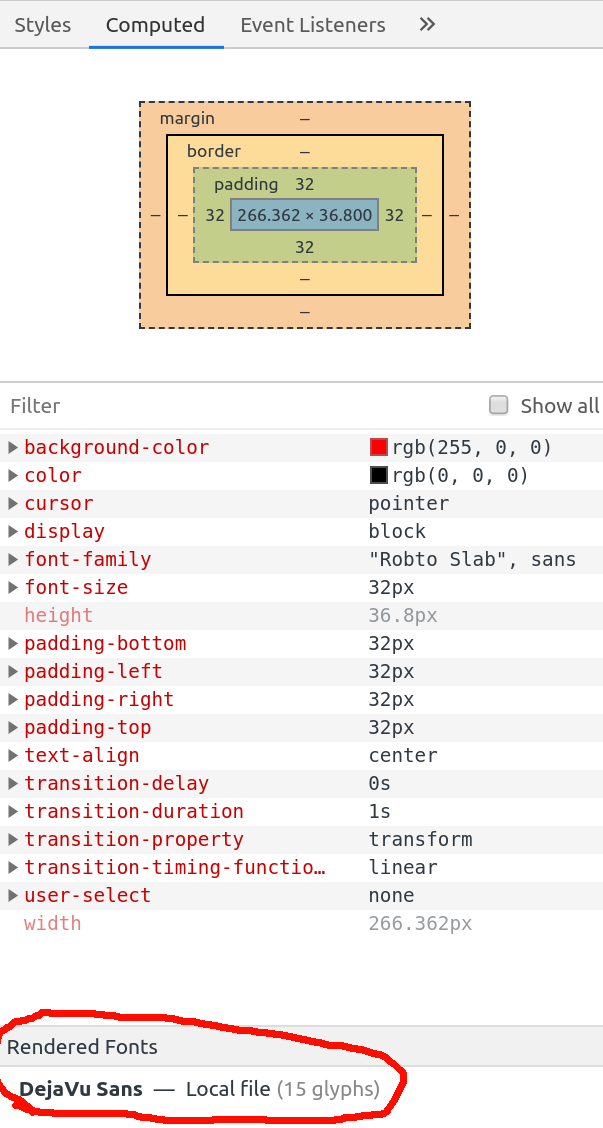 Styles Computed Event Listeners »
margin –
border –
padding 32
– – 32 266.362 × 36.800 32 – –
32
–
–
Filter Show all
background-color rgb(255, 0, 0)
color rgb(0, 0, 0)
cursor pointer
display block
font-family "Robto Slab", sans
font-size 32px
height 36.8px
padding-bottom 32px
padding-left 32px
padding-right 32px
padding-top 32px
text-align center
transition-delay 0s
transition-duration 1s
transition-property transform
transition-timing-functio… linear
user-select none
width 266.362px
Rendered Fonts
DejaVu Sans — Local file (15 glyphs)